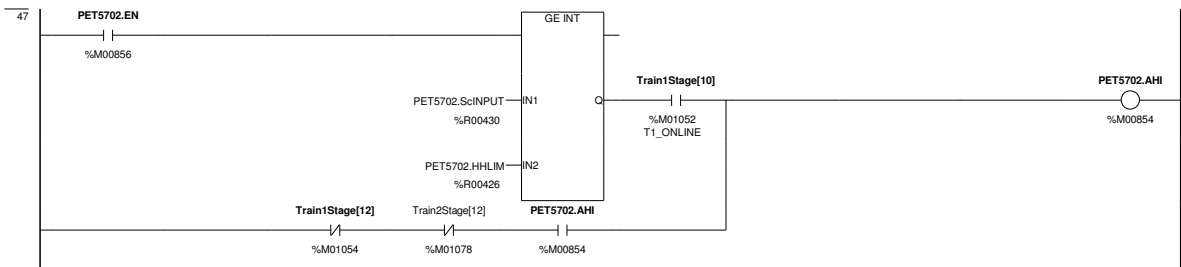 47
PET5702.EN
%M00856
GE INT
PET5702.ScINPUT
IN1
Q
%R00430
Train1Stage[10]
%M01052
T1_ONLINE
PET5702.AHI
%M00854
PET5702.HHLIM
IN2
%R00426
Train1Stage[12]
Train2Stage[12]
PET5702.AHI
%M01054
%M01078
%M00854